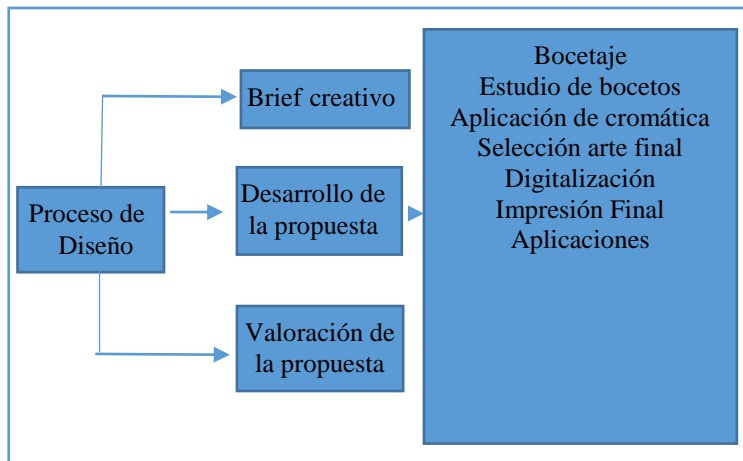 Proceso de
Diseño
Brief creativo
Desarrollo de
la propuesta
Valoración de
la propuesta
Bocetaje
Estudio de bocetos
Aplicación de cromática
Selección arte final
Digitalización
Impresión Final
Aplicaciones